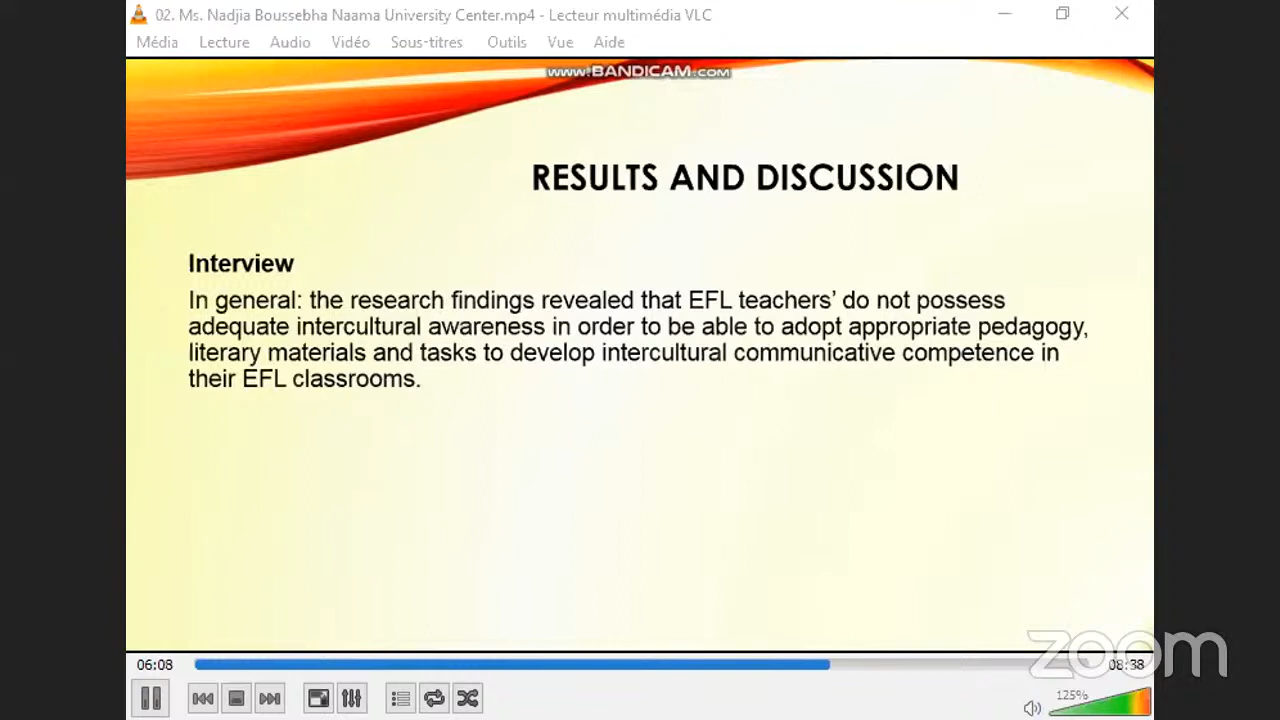 02. Ms. Nadjia Boussebha Naama University Center.mp4 - Lecteur multimédia VLC
Média Lecture Audio Vidéo Sous-titres Outils Vue Aide
www.BANDICAM.com
RESULTS AND DISCUSSION
Interview
In general: the research findings revealed that EFL teachers’ do not possess
adequate intercultural awareness in order to be able to adopt appropriate pedagogy,
literary materials and tasks to develop intercultural communicative competence in
their EFL classrooms.
zoom
06:08 08:38
125%